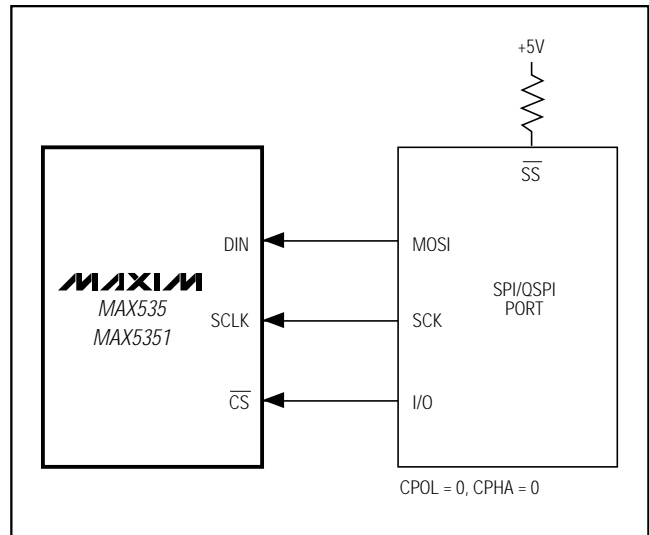 +5V
SS
DIN
MOSI
MAXIM
MAX535
MAX5351
SPI/QSPI
PORT
SCLK
SCK
CS
I/O
CPOL = 0, CPHA = 0